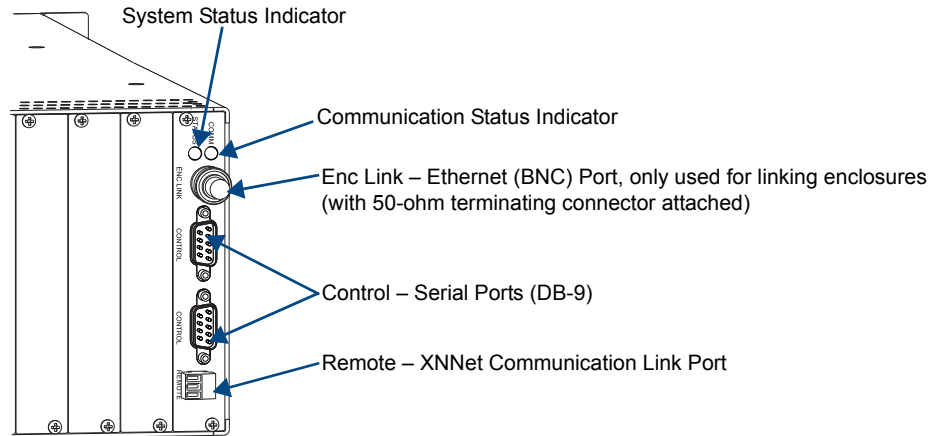 System Status Indicator
Communication Status Indicator
STATUS
COMM
Enc Link – Ethernet (BNC) Port, only used for linking enclosures
(with 50-ohm terminating connector attached)
ENC LINK
CONTROL
Control – Serial Ports (DB-9)
CONTROL
Remote – XNNet Communication Link Port
REMOTE